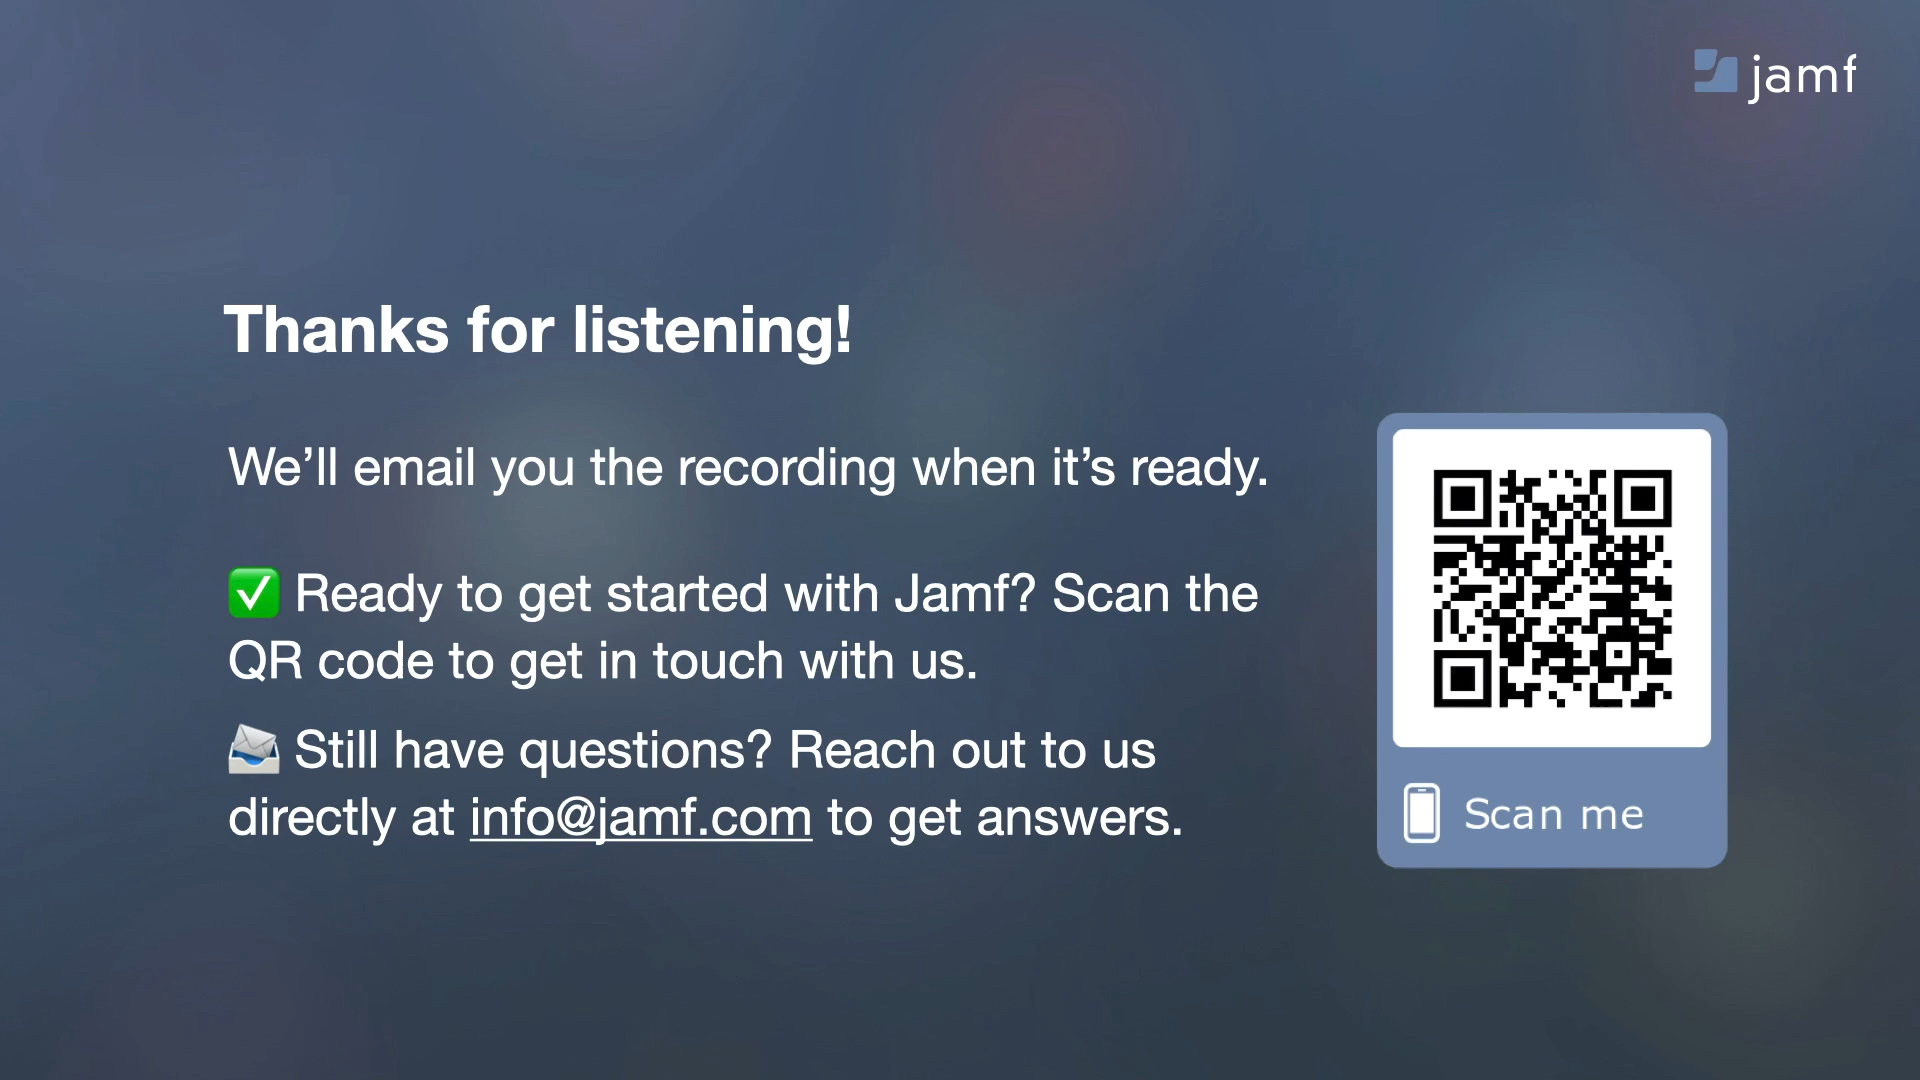 jamf
Thanks for listening!
We’ll email you the recording when it’s ready.
✅ Ready to get started with Jamf? Scan the
QR code to get in touch with us.
📨 Still have questions? Reach out to us
directly at info@jamf.com to get answers.
Scan me